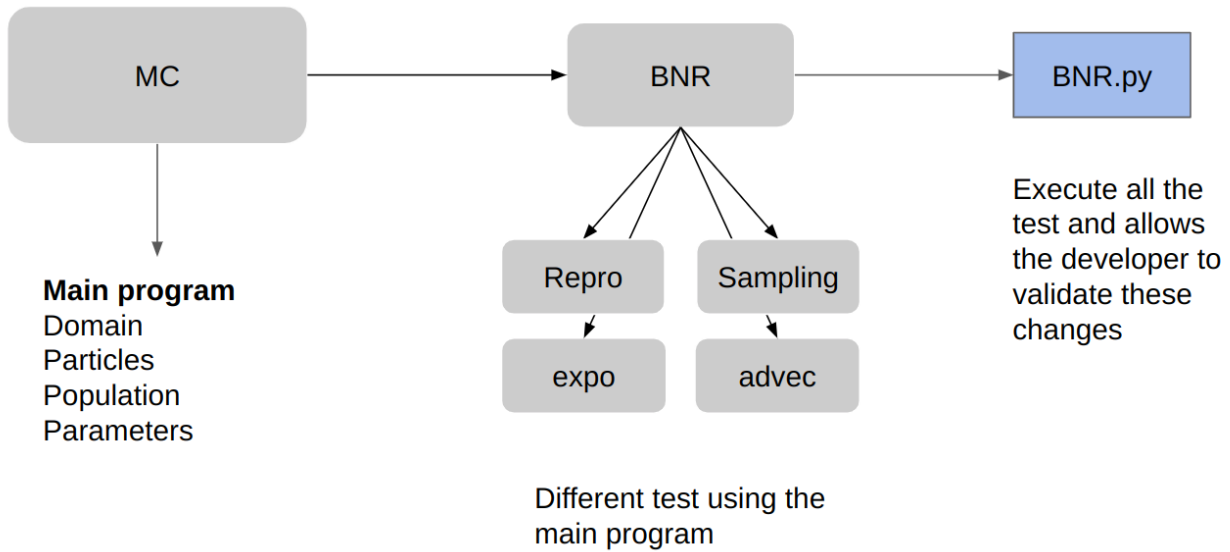 MC
BNR
BNR.py
Repro
Sampling
expo
advec
Main program
Domain
Particles
Population
Parameters
Different test using the
main program
Execute all the
test and allows
the developer to
validate these
changes